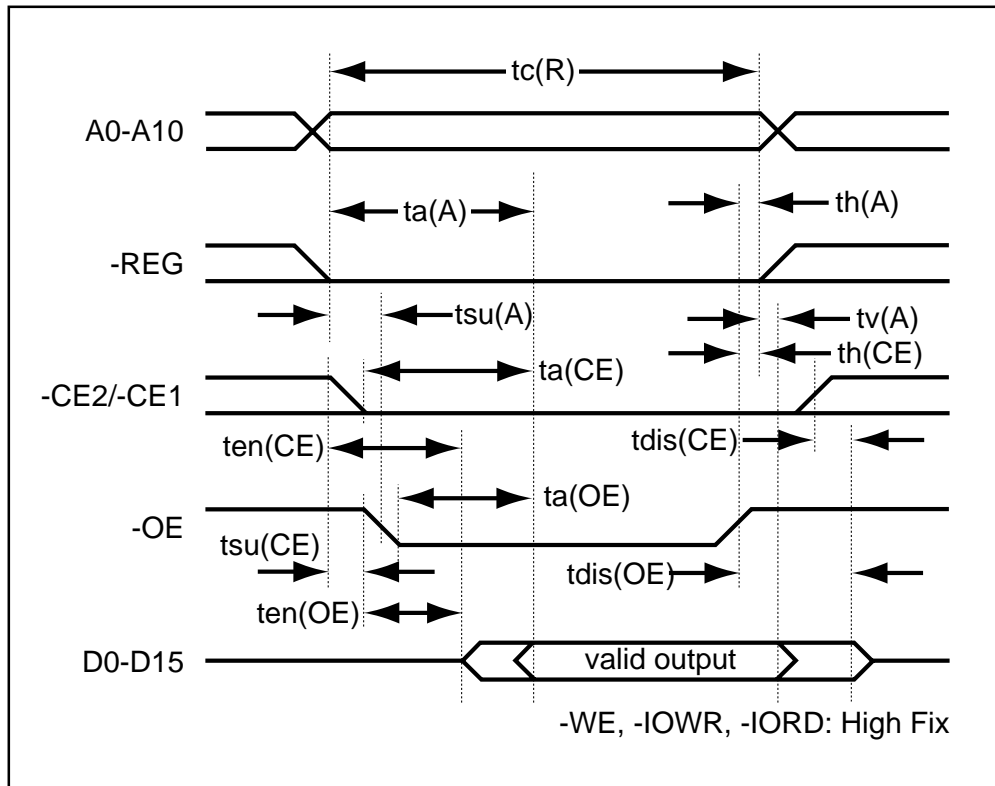 tc(R)
A0-A10
ta(A)
th(A)
-REG
tsu(A)
tv(A)
th(CE)
ta(CE)
-CE2/-CE1
ten(CE)
tdis(CE)
ta(OE)
-OE
tsu(CE)
tdis(OE)
ten(OE)
D0-D15
valid output
-WE, -IOWR, -IORD: High Fix